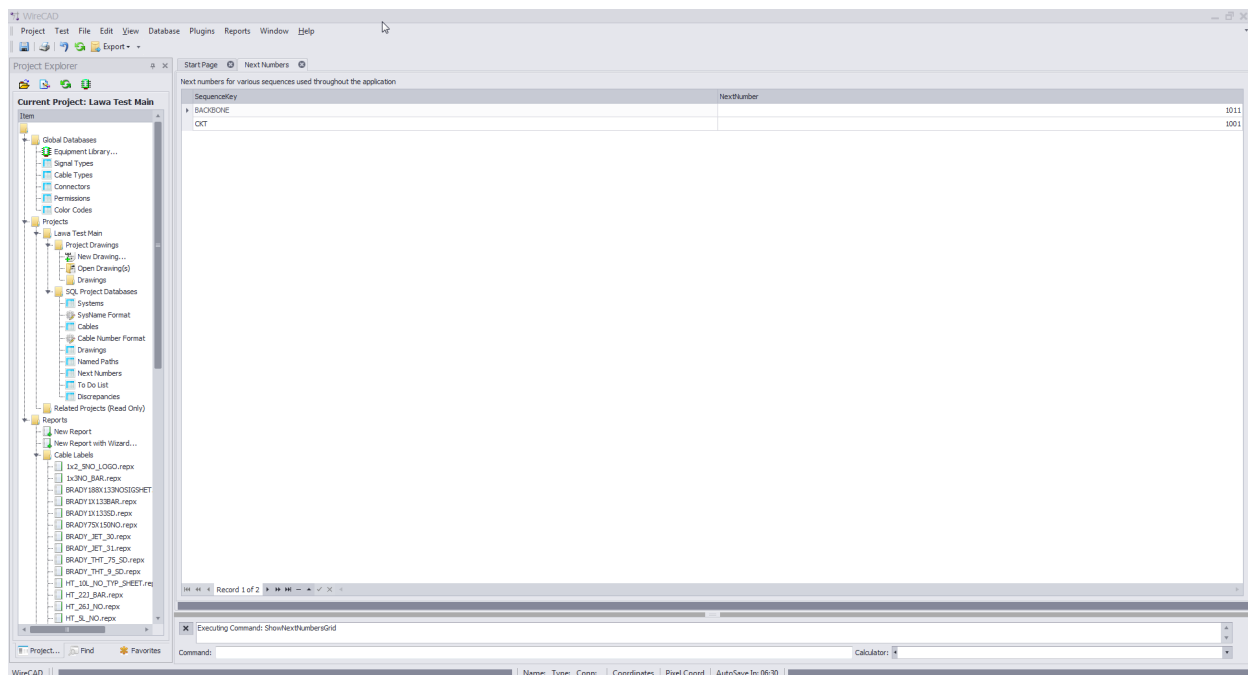 WireCAD
Project Test File Edit View Database Plugins Reports Window Help
Export
Project Explorer
Start Page Next Numbers
Next numbers for various sequences used throughout the application
Current Project: Lawa Test Main
SequenceKey NextNumber
BACKBONE 1011
CKT 1001
Item
Global Databases
Equipment Library...
Signal Types
Cable Types
Connectors
Permissions
Color Codes
Projects
Lawa Test Main
Project Drawings
New Drawing...
Open Drawing(s)
Drawings
SQL Project Databases
Systems
SysName Format
Cables
Cable Number Format
Drawings
Named Paths
Next Numbers
To Do List
Discrepancies
Related Projects (Read Only)
Reports
New Report
New Report with Wizard...
Cable Labels
1x2_SNO_LOGO.repx
1x3NO_BAR.repx
BRADY188X133NOSIGSHET
BRADY1X133BAR.repx
BRADY1X133SD.repx
BRADY75X150NO.repx
BRADY_JET_30.repx
BRADY_JET_31.repx
BRADY_THT_75_SD.repx
BRADY_THT_9_SD.repx
HT_10L_NO_TYP_SHEET.rep
HT_22J_BAR.repx
HT_26J_NO.repx
HT_5L_NO.repx
Record 1 of 2
Executing Command: ShowNextNumbersGrid
Project... Find Favorites
Command: Calculator:
WireCAD Name: Type: Conn: Coordinates Pixel Coord AutoSave In: 06:30